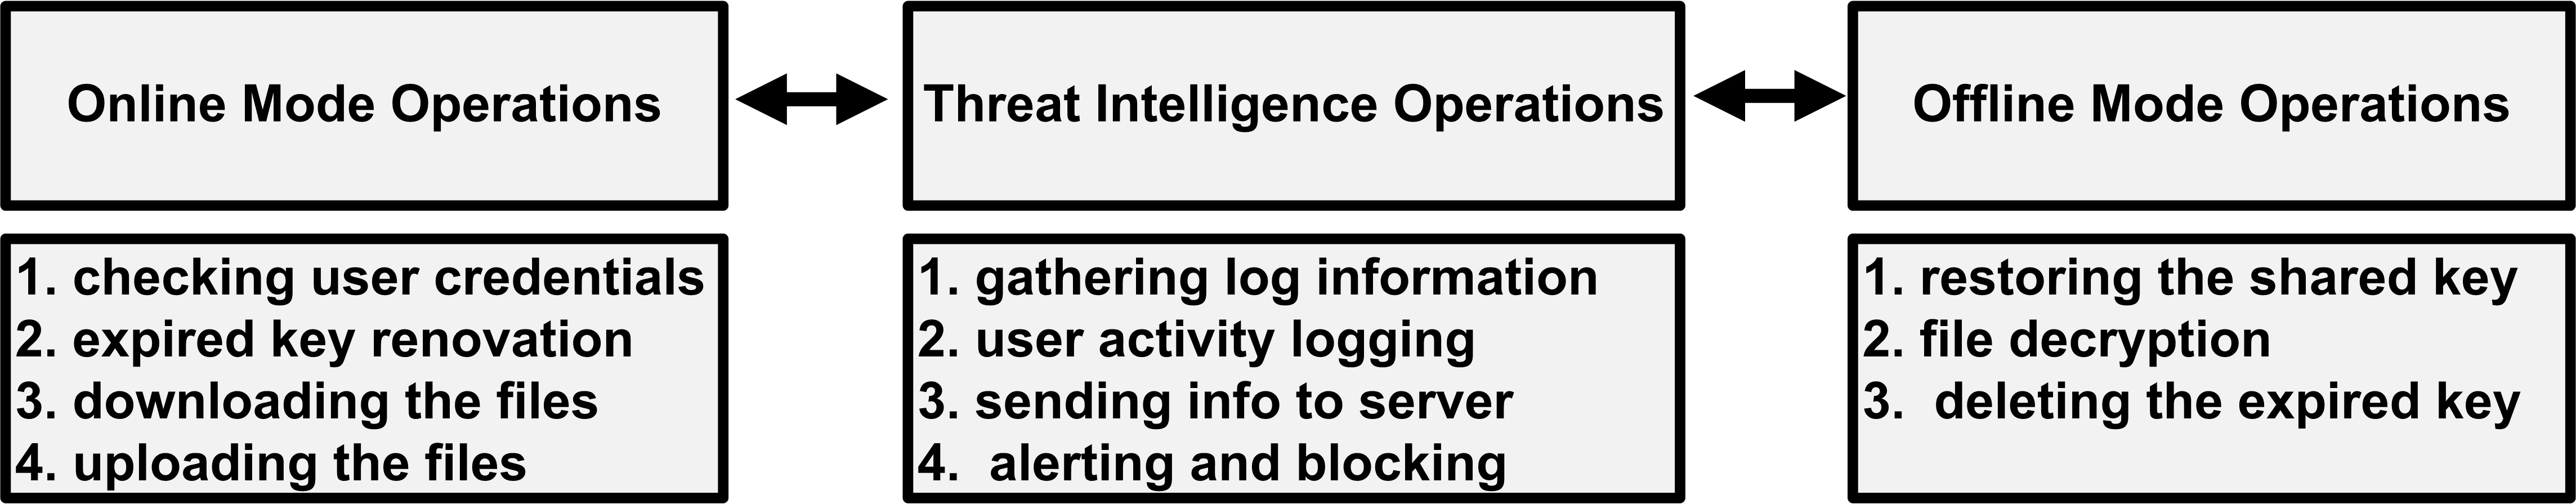 Online Mode Operations
Threat Intelligence Operations
Offline Mode Operations
1. checking user credentials
2. expired key renovation
3. downloading the files
4. uploading the files
1. gathering log information
2. user activity logging
3. sending info to server
4. alerting and blocking
1. restoring the shared key
2. file decryption
3. deleting the expired key